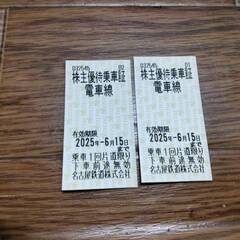 株主優待乗車証
電車線
有効期限
2025年-6月15日
まで
乗車1回片道限り
下車前途無効
名古屋鉄道株式会社
株主優待乗車証
電車線
有効期限
2025年-6月15日
まで
乗車1回片道限り
下車前途無効
名古屋鉄道株式会社